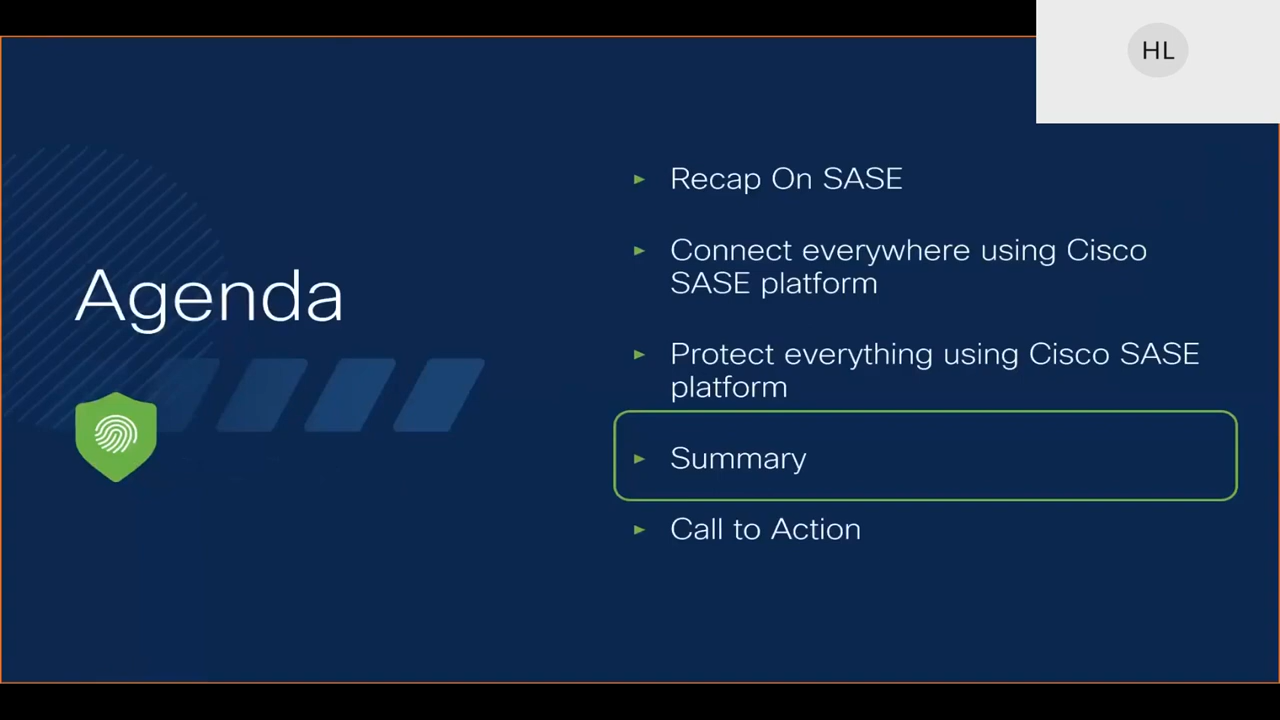 HL
Agenda
Recap On SASE
Connect everywhere using Cisco
SASE platform
Protect everything using Cisco SASE
platform
Summary
Call to Action